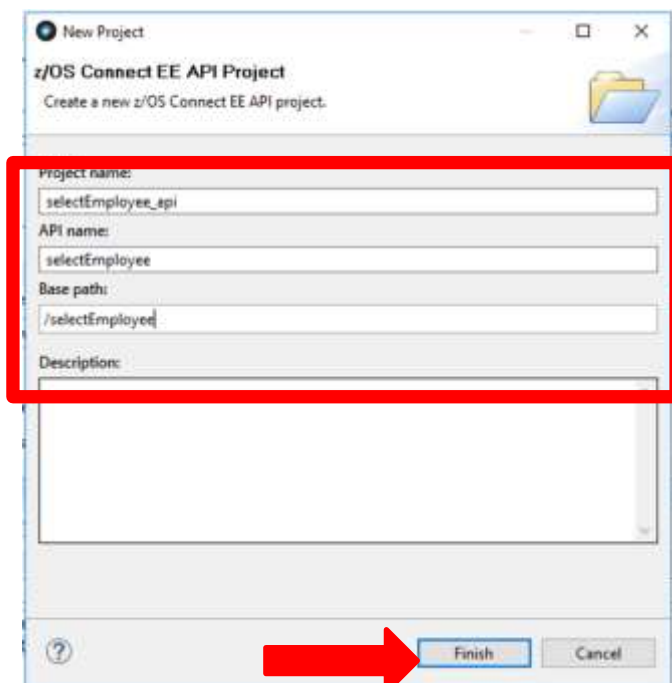 New Project
z/OS Connect EE API Project
Create a new z/OS Connect EE API project.
Project name:
selectEmployee_api
API name:
selectEmployee
Base path:
/selectEmployee
Description:
?
Finish
Cancel